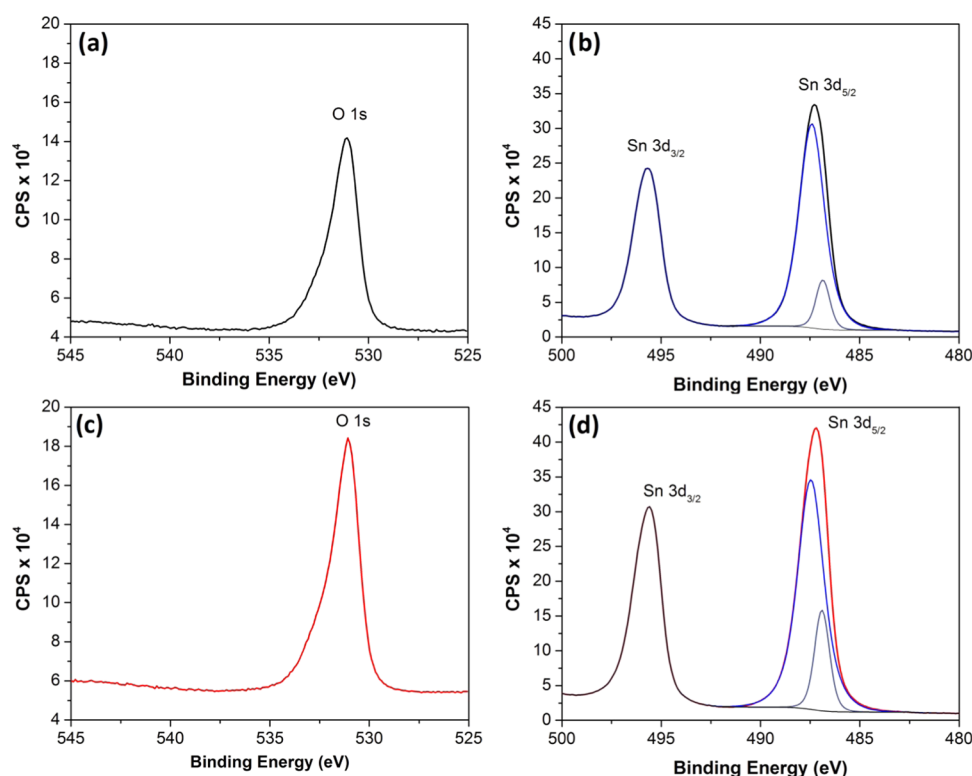 (a)
O 1s
20
18
16
14
12
10
8
6
4
545 540 535 530 525
Binding Energy (eV)
CPS x 10⁴
(b)
Sn 3d₅/₂
Sn 3d₃/₂
45
40
35
30
25
20
15
10
5
0
500 495 490 485 480
Binding Energy (eV)
CPS x 10⁴
(c)
O 1s
20
18
16
14
12
10
8
6
4
545 540 535 530 525
Binding Energy (eV)
CPS x 10⁴
(d)
Sn 3d₅/₂
Sn 3d₃/₂
45
40
35
30
25
20
15
10
5
0
500 495 490 485 480
Binding Energy (eV)
CPS x 10⁴